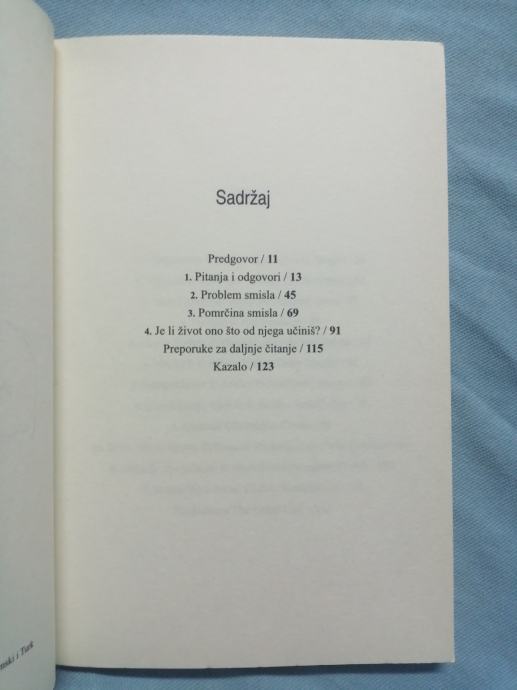 Sadržaj
Predgovor / 11
1. Pitanja i odgovori / 13
2. Problem smisla / 45
3. Pomrčina smisla / 69
4. Je li život ono što od njega učiniš? / 91
Preporuke za daljnje čitanje / 115
Kazalo / 123
i Turk